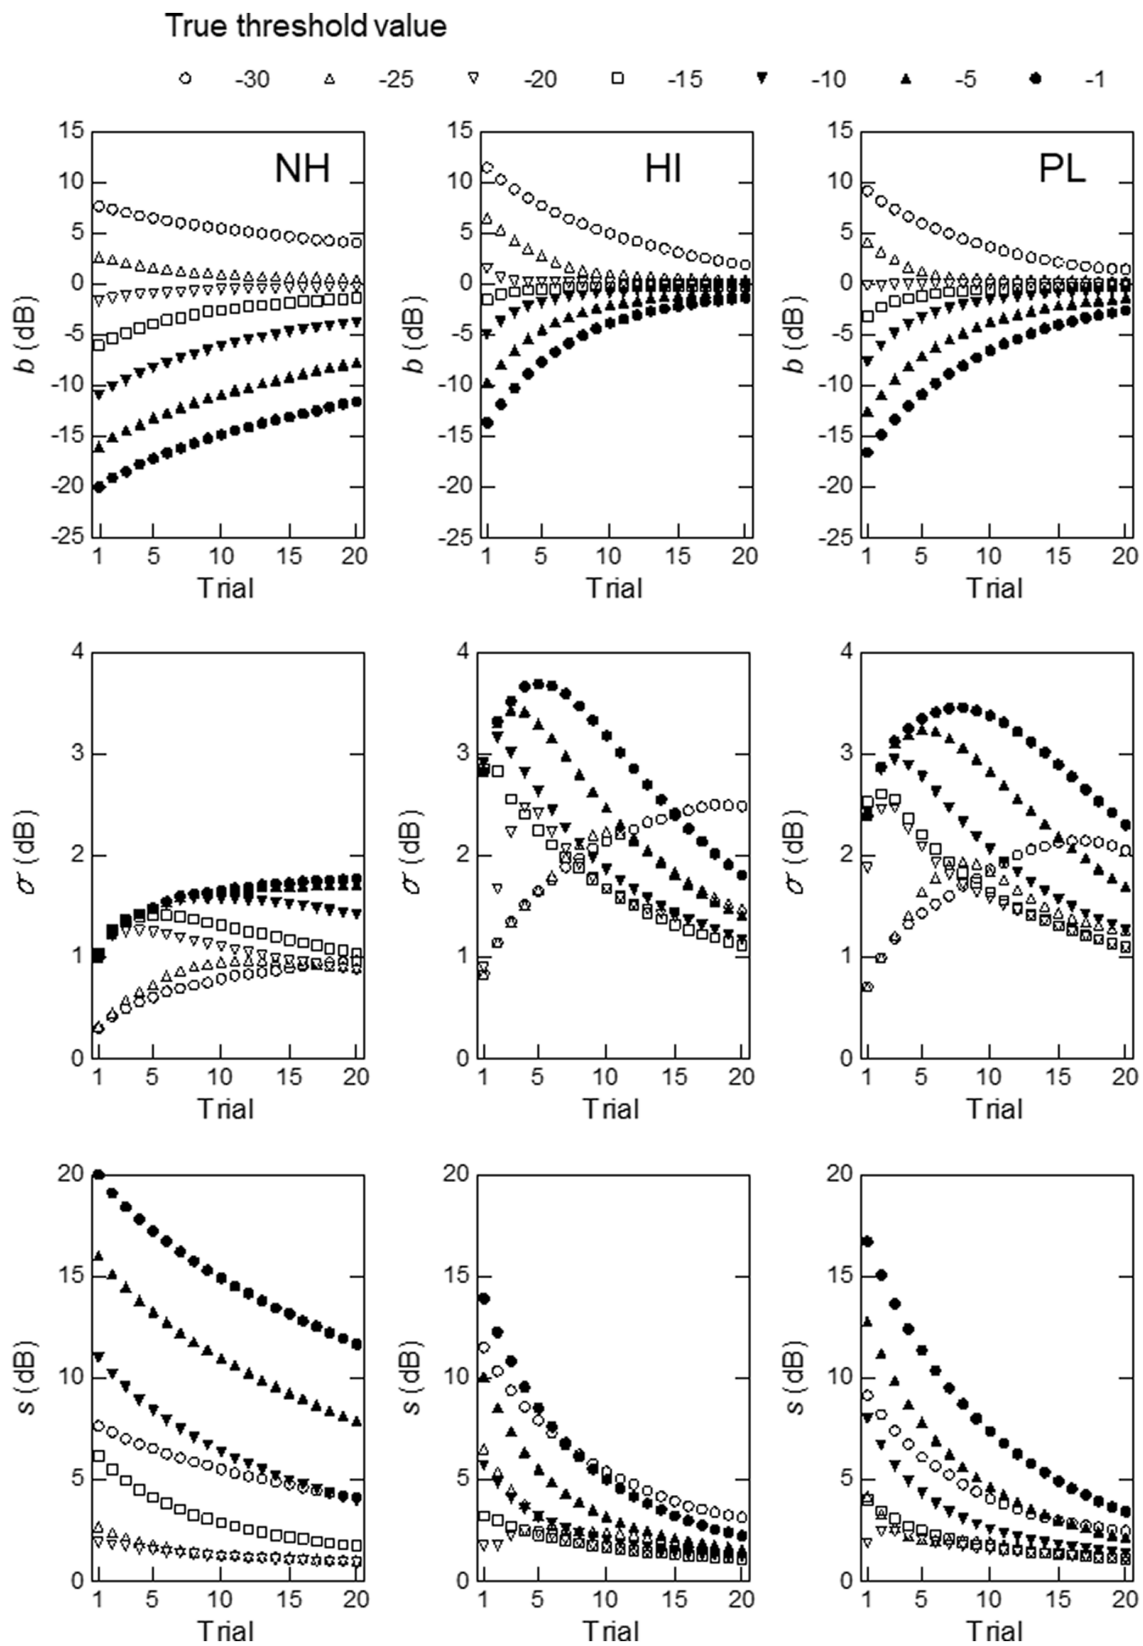 True threshold value
-30 -25 -20 -15 -10 -5 -1
NH
HI
PL
15 10 5 0 -5 -10 -15 -20 -25
b (dB)
1 5 10 15 20
Trial
15 10 5 0 -5 -10 -15 -20 -25
b (dB)
1 5 10 15 20
Trial
15 10 5 0 -5 -10 -15 -20 -25
b (dB)
1 5 10 15 20
Trial
4 3 2 1 0
σ (dB)
1 5 10 15 20
Trial
4 3 2 1 0
σ (dB)
1 5 10 15 20
Trial
4 3 2 1 0
σ (dB)
1 5 10 15 20
Trial
20 15 10 5 0
s (dB)
1 5 10 15 20
Trial
20 15 10 5 0
s (dB)
1 5 10 15 20
Trial
20 15 10 5 0
s (dB)
1 5 10 15 20
Trial